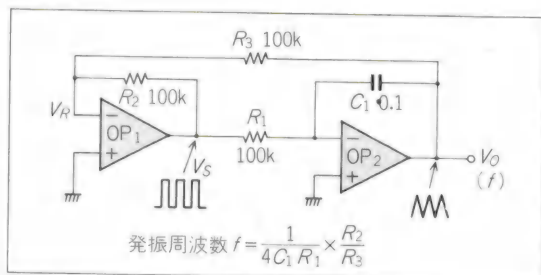 R3 100k
R2 100k
VR
−
OP1
+
VS
R1
100k
C1 0.1
−
OP2
+
VO
(f)
発振周波数 f=1/4C1R1×R2/R3